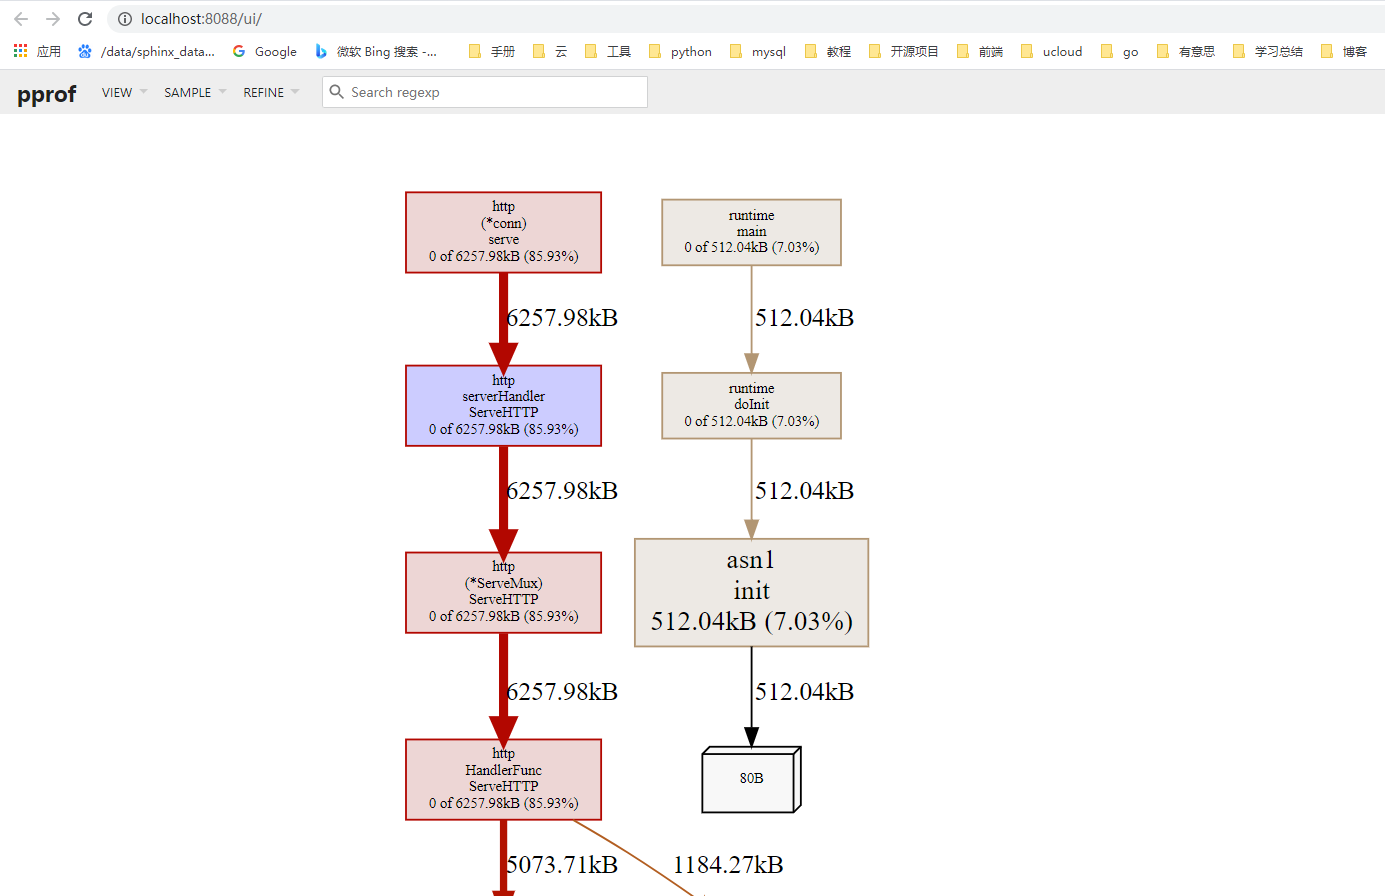 localhost:8088/ui/
应用 /data/sphinx_data... Google 微软 Bing 搜索 -... 手册 云 工具 python mysql 教程 开源项目 前端 ucloud go 有意思 学习总结 博客
pprof VIEW SAMPLE REFINE Search regexp
http
(*conn)
serve
0 of 6257.98kB (85.93%)
runtime
main
0 of 512.04kB (7.03%)
6257.98kB
512.04kB
http
serverHandler
ServeHTTP
0 of 6257.98kB (85.93%)
runtime
doInit
0 of 512.04kB (7.03%)
6257.98kB
512.04kB
http
(*ServeMux)
ServeHTTP
0 of 6257.98kB (85.93%)
asn1
init
512.04kB (7.03%)
6257.98kB
512.04kB
http
HandlerFunc
ServeHTTP
0 of 6257.98kB (85.93%)
80B
5073.71kB
1184.27kB